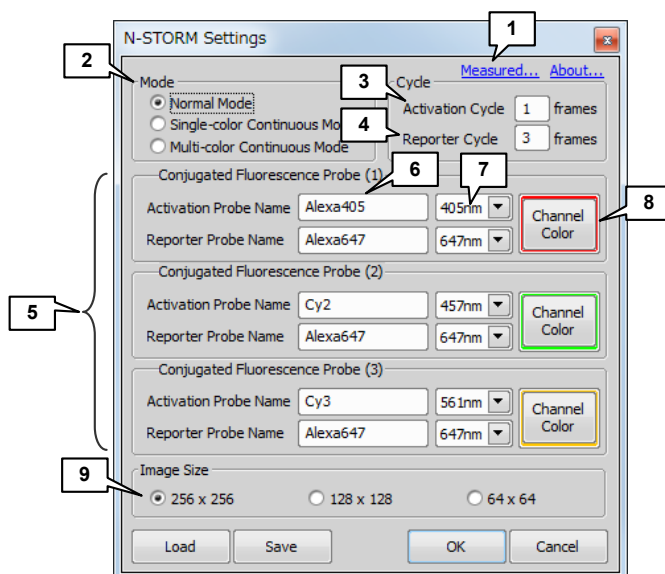 N-STORM Settings
1
2
Measured... About...
Mode
3
Cycle
Normal Mode
Activation Cycle 1 frames
Single-color Continuous Mo
4
Reporter Cycle 3 frames
Multi-color Continuous Mode
Conjugated Fluorescence Probe (1)
6
7
Activation Probe Name Alexa405 405nm
Reporter Probe Name Alexa647 647nm
Channel
Color
8
Conjugated Fluorescence Probe (2)
5
Activation Probe Name Cy2 457nm
Reporter Probe Name Alexa647 647nm
Channel
Color
Conjugated Fluorescence Probe (3)
Activation Probe Name Cy3 561nm
Reporter Probe Name Alexa647 647nm
Channel
Color
9
Image Size
256 x 256 128 x 128 64 x 64
Load Save OK Cancel